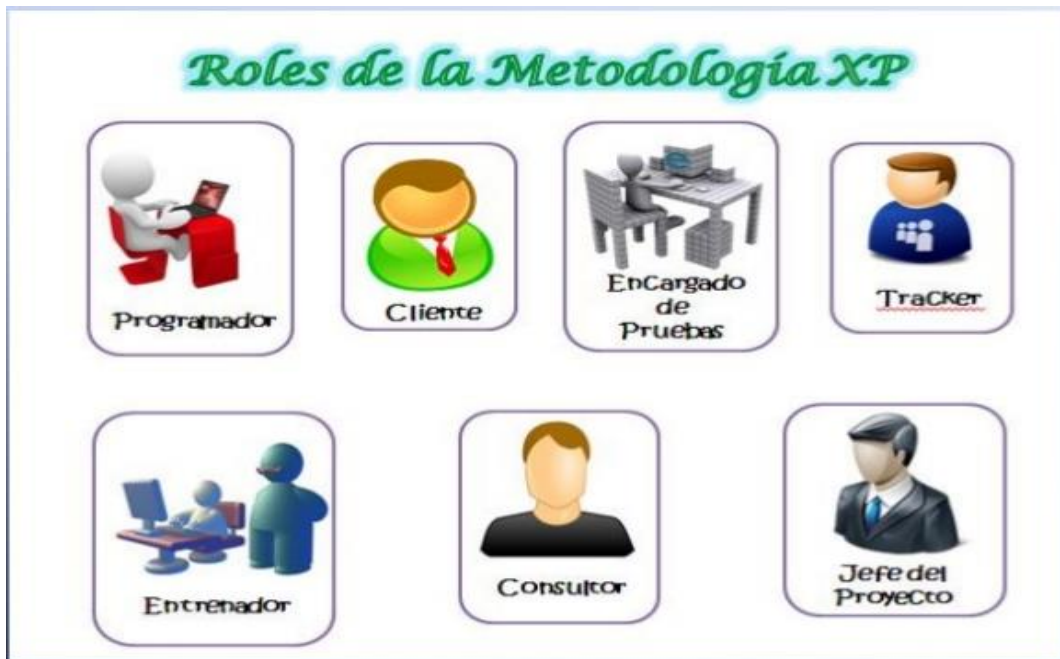 Roles de la Metodología XP
Programador
Cliente
Encargado
de
Pruebas
Tracker
Entrenador
Consultor
Jefe del
Proyecto